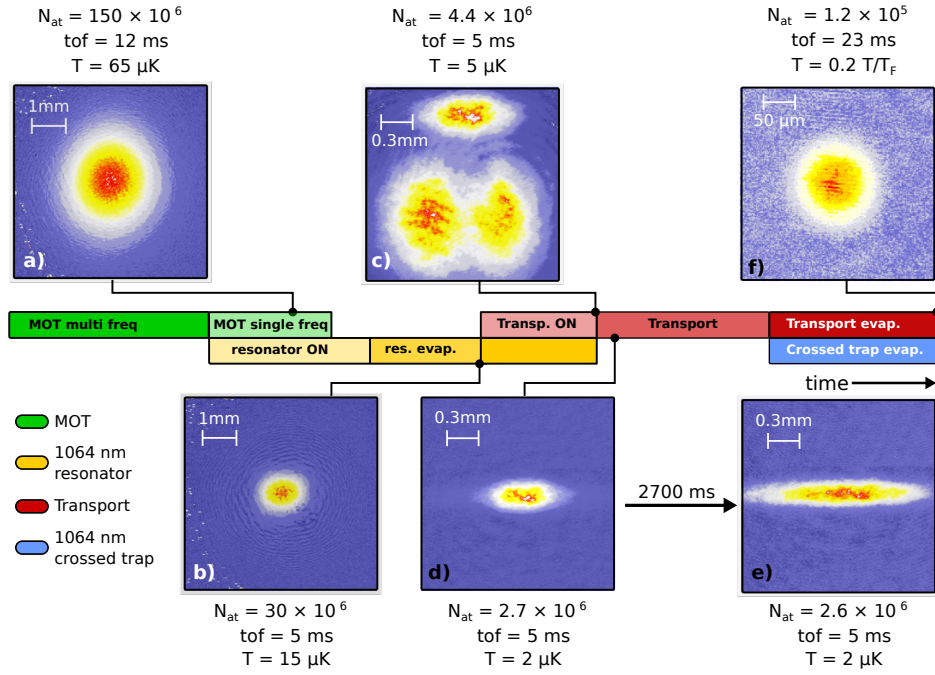 N_at = 150 × 10^6
tof = 12 ms
T = 65 μK
N_at = 4.4 × 10^6
tof = 5 ms
T = 5 μK
N_at = 1.2 × 10^5
tof = 23 ms
T = 0.2 T/T_F
1mm
a)
0.3mm
c)
50 μm
f)
MOT multi freq
MOT single freq
Transp. ON
Transport
Transport evap.
resonator ON
res. evap.
Crossed trap evap.
time
MOT
1064 nm
resonator
Transport
1064 nm
crossed trap
1mm
b)
0.3mm
d)
2700 ms
0.3mm
e)
N_at = 30 × 10^6
tof = 5 ms
T = 15 μK
N_at = 2.7 × 10^6
tof = 5 ms
T = 2 μK
N_at = 2.6 × 10^6
tof = 5 ms
T = 2 μK